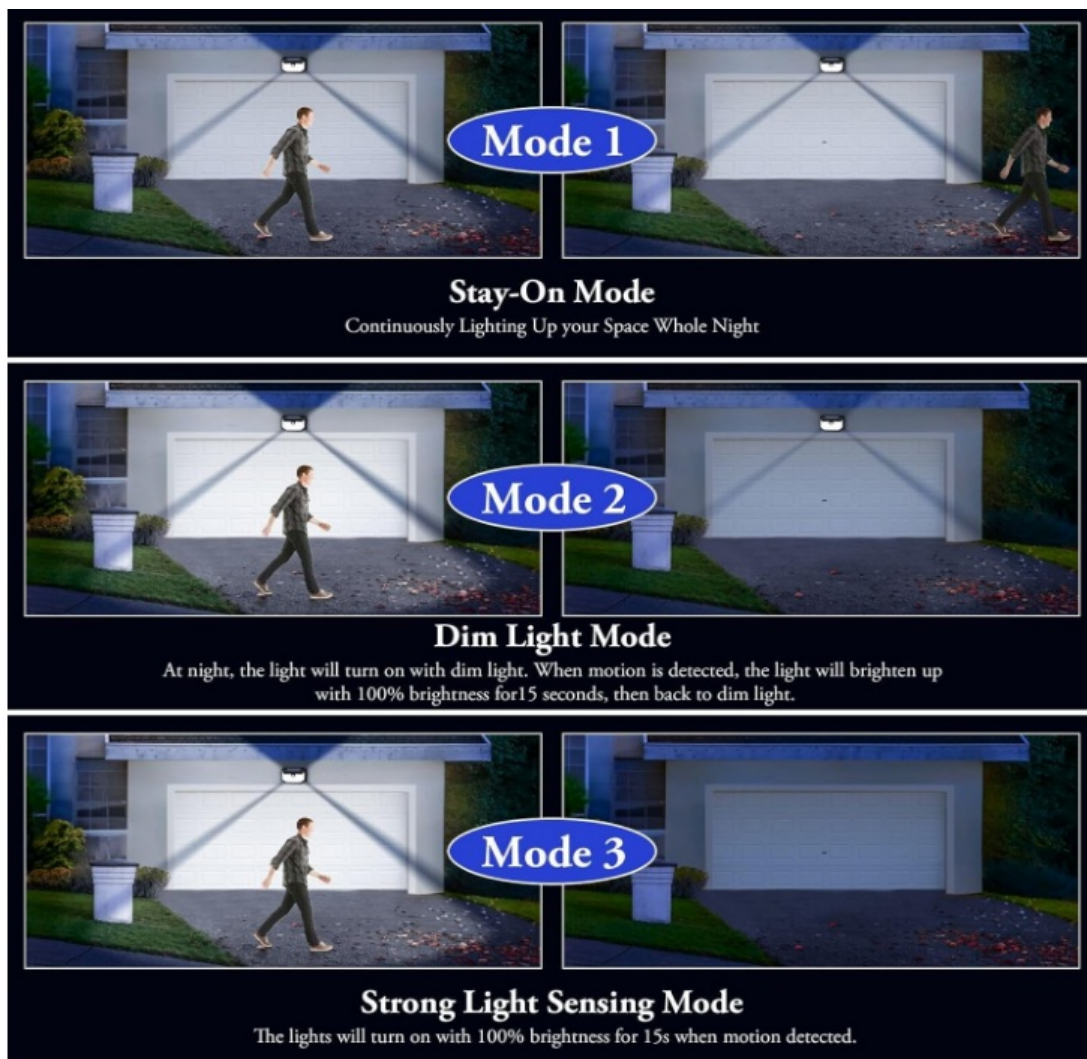 Mode 1
Stay-On Mode
Continuously Lighting Up your Space Whole Night
Mode 2
Dim Light Mode
At night, the light will turn on with dim light. When motion is detected, the light will brighten up
with 100% brightness for15 seconds, then back to dim light.
Mode 3
Strong Light Sensing Mode
The lights will turn on with 100% brightness for 15s when motion detected.